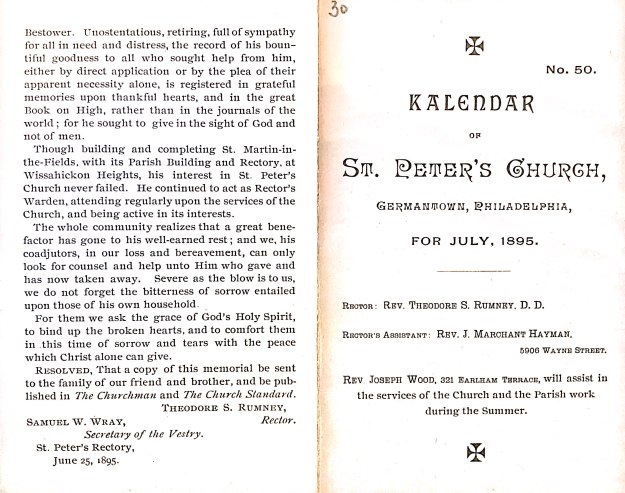 Bestower. Unostentatious, retiring, full of sympathy
for all in need and distress, the record of his boun-
tiful goodness to all who sought help from him,
either by direct application or by the plea of their
apparent necessity alone, is registered in grateful
memories upon thankful hearts, and in the great
Book on High, rather than in the journals of the
world; for he sought to give in the sight of God and
not of men.
Though building and completing St. Martin-in-
the-Fields, with its Parish Building and Rectory, at
Wissahickon Heights, his interest in St. Peter's
Church never failed. He continued to act as Rector's
Warden, attending regularly upon the services of the
Church, and being active in its interests.
The whole community realizes that a great bene-
factor has gone to his well-earned rest; and we, his
coadjutors, in our loss and bereavement, can only
look for counsel and help unto Him who gave and
has now taken away. Severe as the blow is to us,
we do not forget the bitterness of sorrow entailed
upon those of his own household.
For them we ask the grace of God's Holy Spirit,
to bind up the broken hearts, and to comfort them
in this time of sorrow and tears with the peace
which Christ alone can give.
RESOLVED, That a copy of this memorial be sent
to the family of our friend and brother, and be pub-
lished in The Churchman and The Church Standard.
THEODORE S. RUMNEY,
SAMUEL W. WRAY, Rector.
Secretary of the Vestry.
St. Peter's Rectory,
June 25, 1895.
30
No. 50.
KALENDAR
OF
ST. PETER'S CHURCH,
GERMANTOWN, PHILADELPHIA,
FOR JULY, 1895.
RECTOR: REV. THEODORE S. RUMNEY, D. D.
RECTOR'S ASSISTANT: REV. J. MARCHANT HAYMAN,
5906 WAYNE STREET.
REV JOSEPH WOOD, 321 EARLHAM TERRACE, will assist in
the services of the Church and the Parish work
during the Summer.